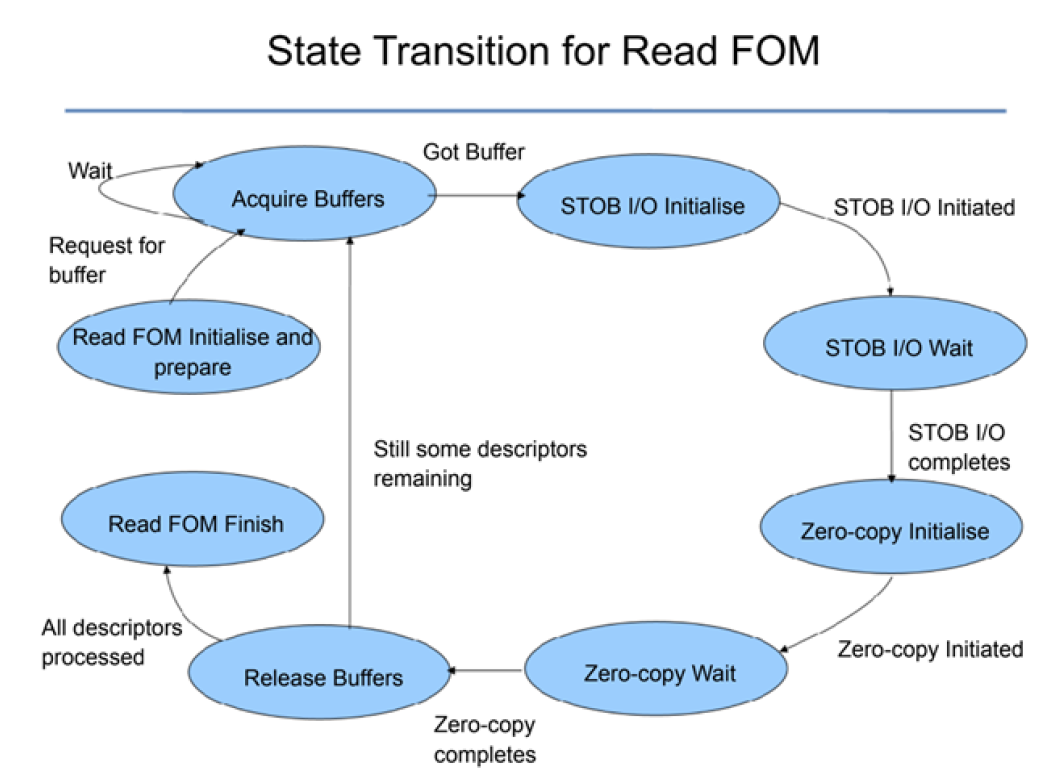 State Transition for Read FOM
Wait
Acquire Buffers
Got Buffer
STOB I/O Initialise
STOB I/O Initiated
Request for
buffer
Read FOM Initialise and
prepare
STOB I/O Wait
Still some descriptors
remaining
STOB I/O
completes
Read FOM Finish
Zero-copy Initialise
All descriptors
processed
Release Buffers
Zero-copy Wait
Zero-copy Initiated
Zero-copy
completes